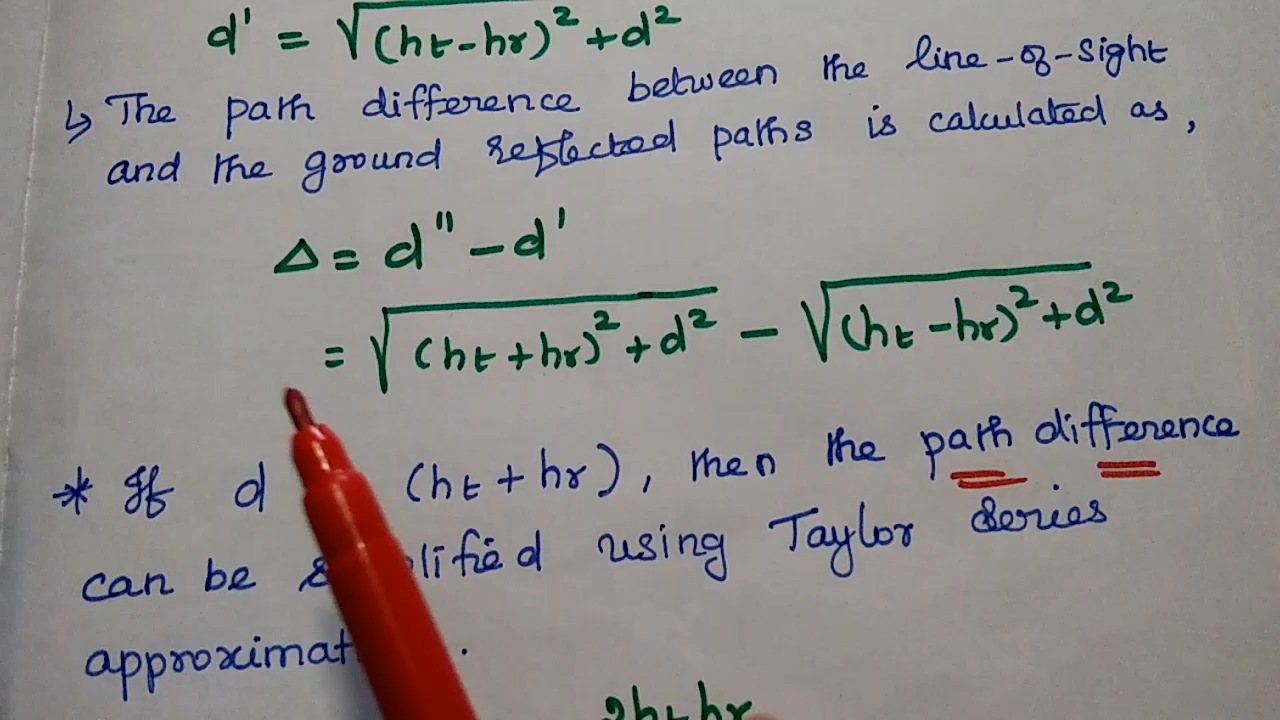 d' = √(ht-hr)²+d²
↳ The path difference between the line-of-sight
and the ground reflected paths is calculated as,
Δ = d" - d'
= √(ht+hr)²+d² - √(ht-hr)²+d²
* If d (ht+hr), then the path difference
can be using Taylor series
2hthr